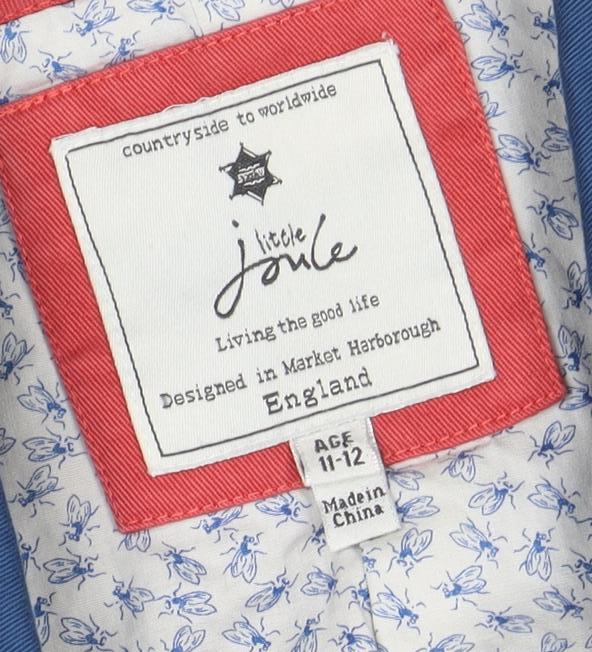 countryside to worldwide
little
joule
Living the good life
Designed in Market Harborough
England
AGE
11-12
Made in
China